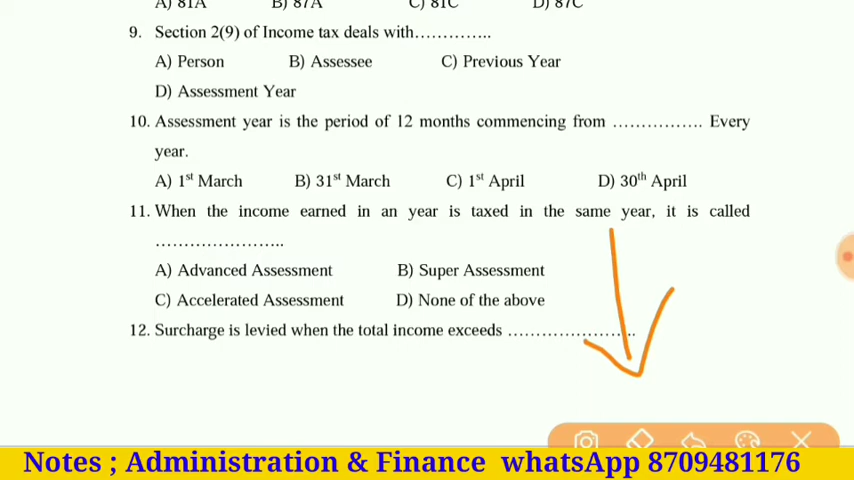 A) 81A B) 87A C) 81C D) 87C
9. Section 2(9) of Income tax deals with…………..
A) Person B) Assessee C) Previous Year
D) Assessment Year
10. Assessment year is the period of 12 months commencing from ……………. Every
year.
A) 1st March B) 31st March C) 1st April D) 30th April
11. When the income earned in an year is taxed in the same year, it is called
…………………..
A) Advanced Assessment B) Super Assessment
C) Accelerated Assessment D) None of the above
12. Surcharge is levied when the total income exceeds …………………..
Notes ; Administration & Finance whatsApp 8709481176